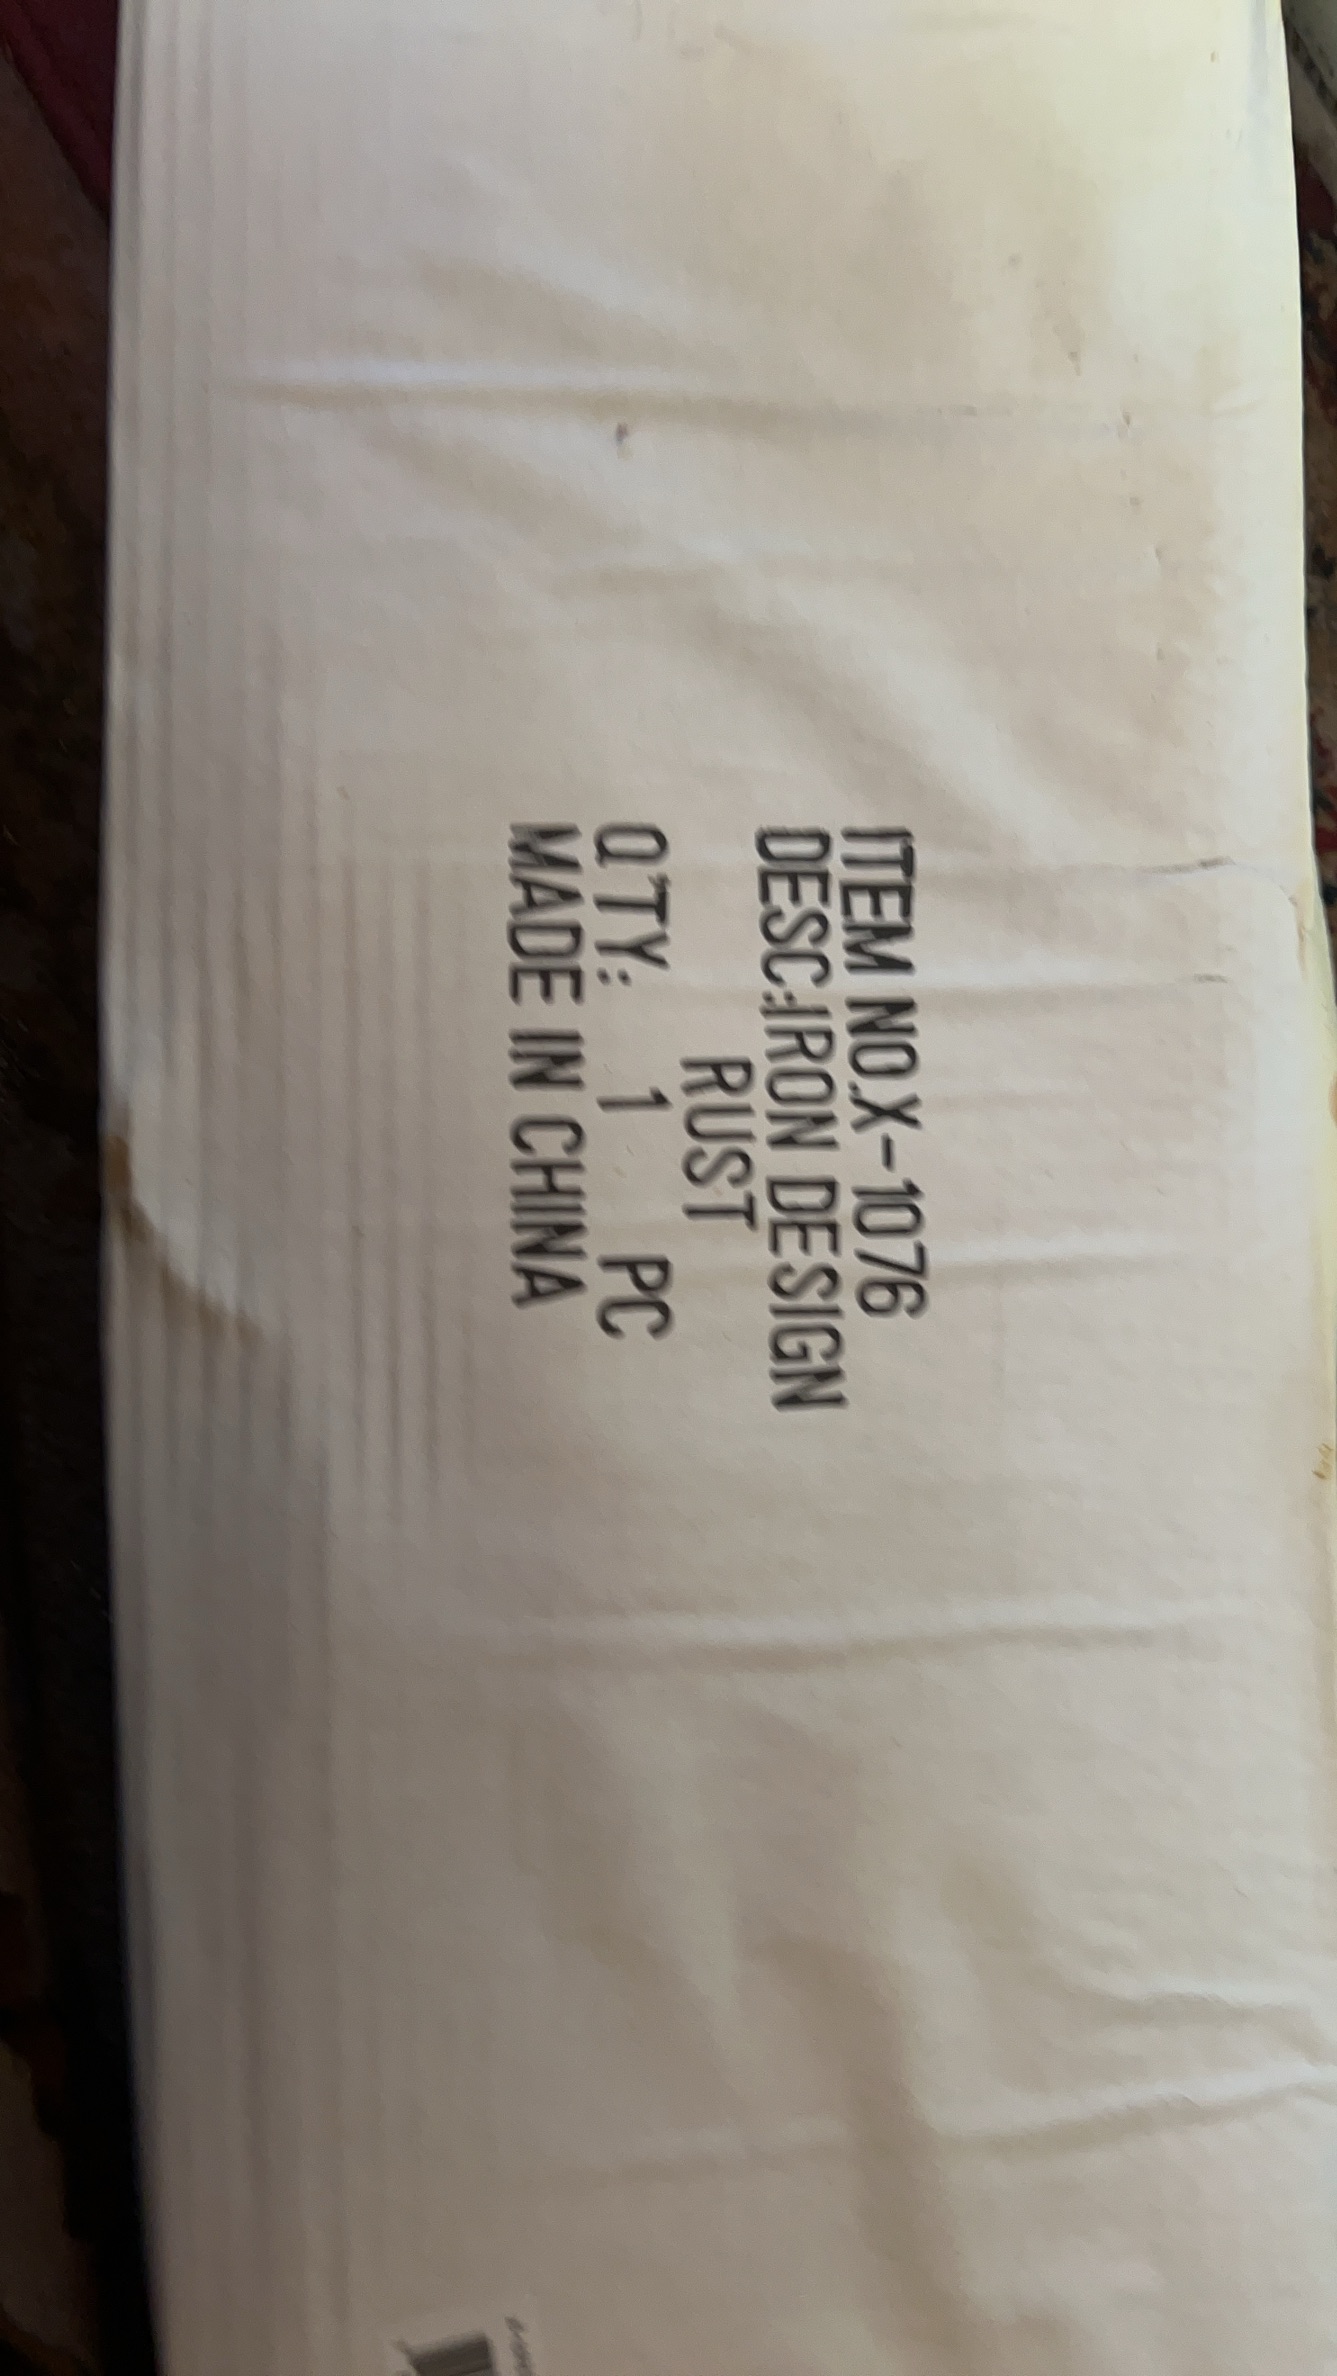 ITEM NO.X-1076
DESC.:IRON DESIGN
RUST
Q'TY: 1 PC
MADE IN CHINA